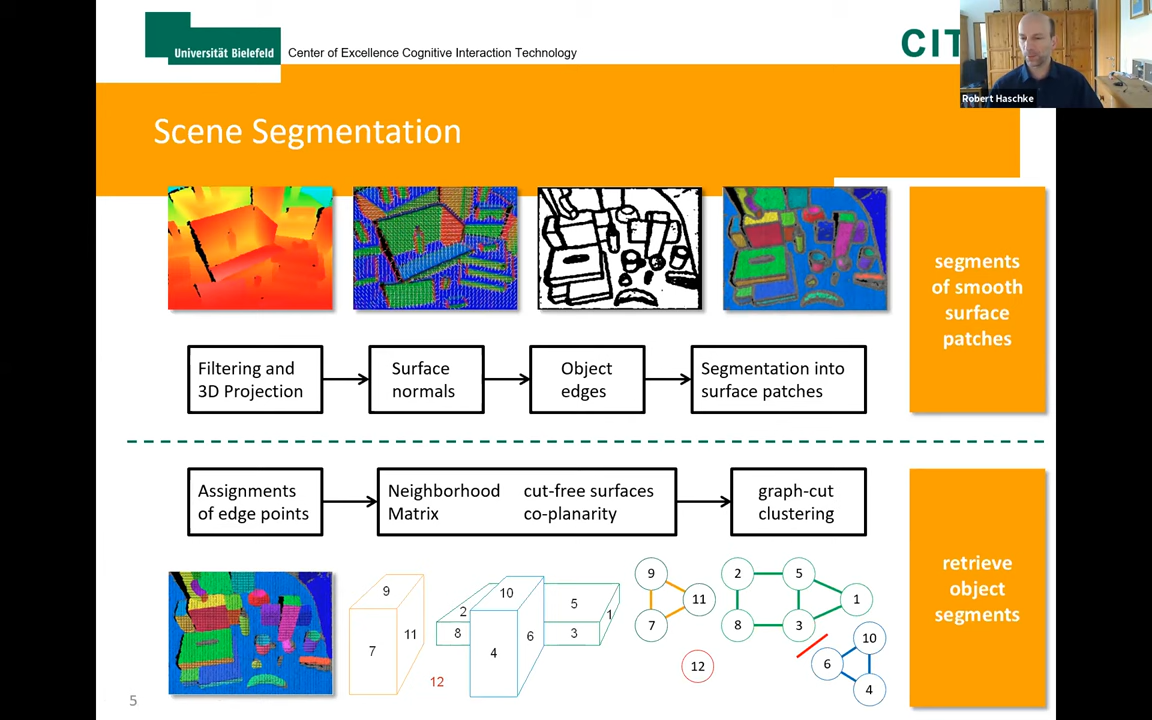 Universität Bielefeld
Center of Excellence Cognitive Interaction Technology
CIT
Robert Haschke
Scene Segmentation
segments
of smooth
surface
patches
Filtering and
3D Projection
Surface
normals
Object
edges
Segmentation into
surface patches
Assignments
of edge points
Neighborhood
Matrix
cut-free surfaces
co-planarity
graph-cut
clustering
retrieve
object
segments
9
7
11
12
2
8
10
4
6
5
3
1
9
11
7
12
2
5
1
8
3
10
6
4
5